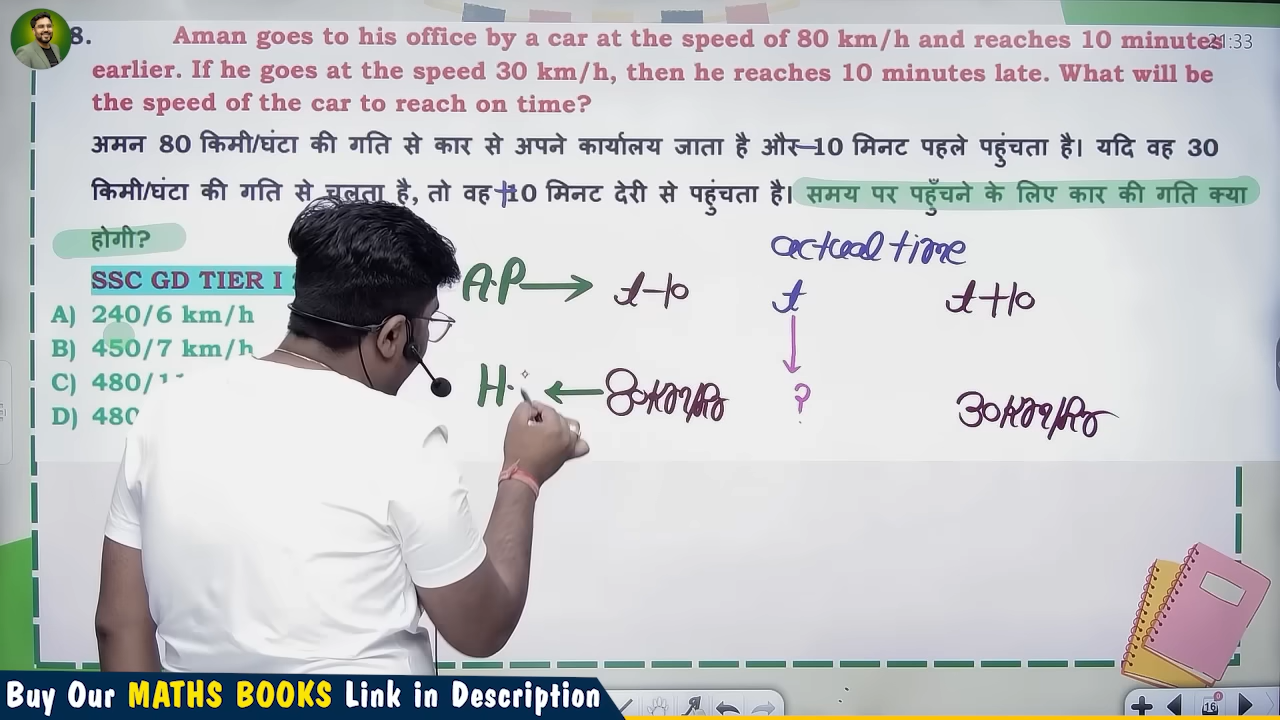 8. Aman goes to his office by a car at the speed of 80 km/h and reaches 10 minutes
21:33
earlier. If he goes at the speed 30 km/h, then he reaches 10 minutes late. What will be
the speed of the car to reach on time?
अमन 80 किमी/घंटा की गति से कार से अपने कार्यालय जाता है और -10 मिनट पहले पहुंचता है। यदि वह 30
किमी/घंटा की गति से चलता है, तो वह +10 मिनट देरी से पहुंचता है। समय पर पहुँचने के लिए कार की गति क्या
होगी?
actual time
SSC GD TIER I
A.P → t-10 t t+10
A) 240/6 km/h
B) 450/7 km/h
H. ← 80km/hr ? 30km/hr
C) 480/1
D) 480
Buy Our MATHS BOOKS Link in Description
16